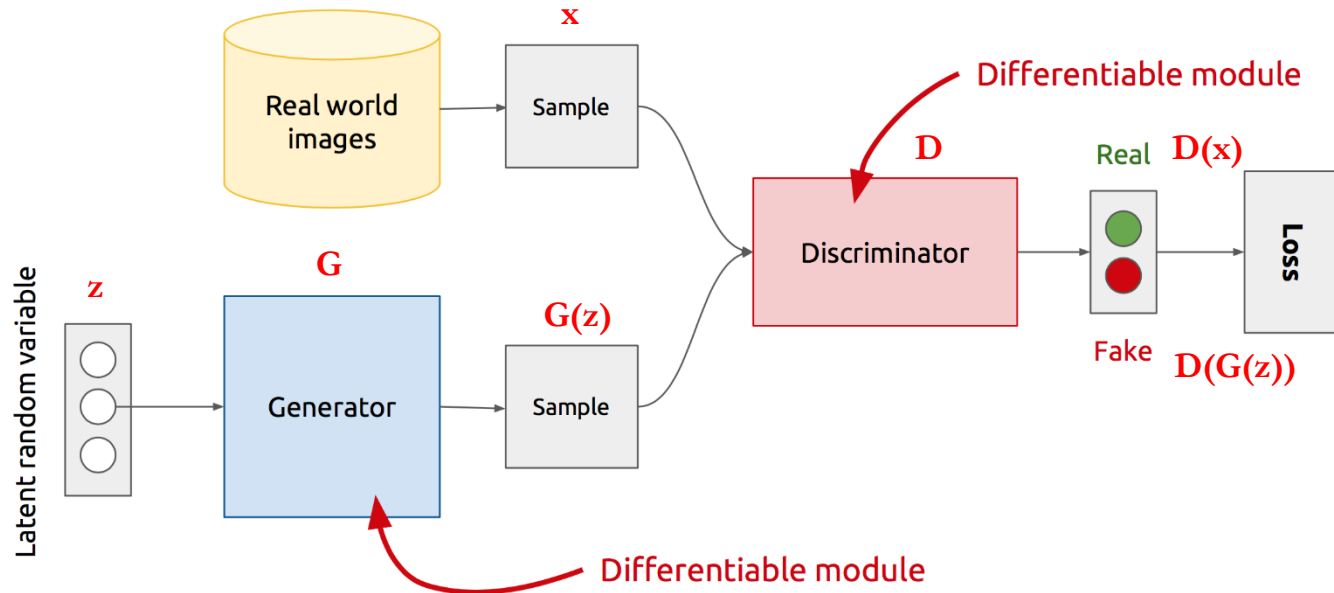 x
Real world
images
Sample
Differentiable module
D
Real
D(x)
Discriminator
Loss
Latent random variable
z
G
Generator
G(z)
Sample
Fake
D(G(z))
Differentiable module